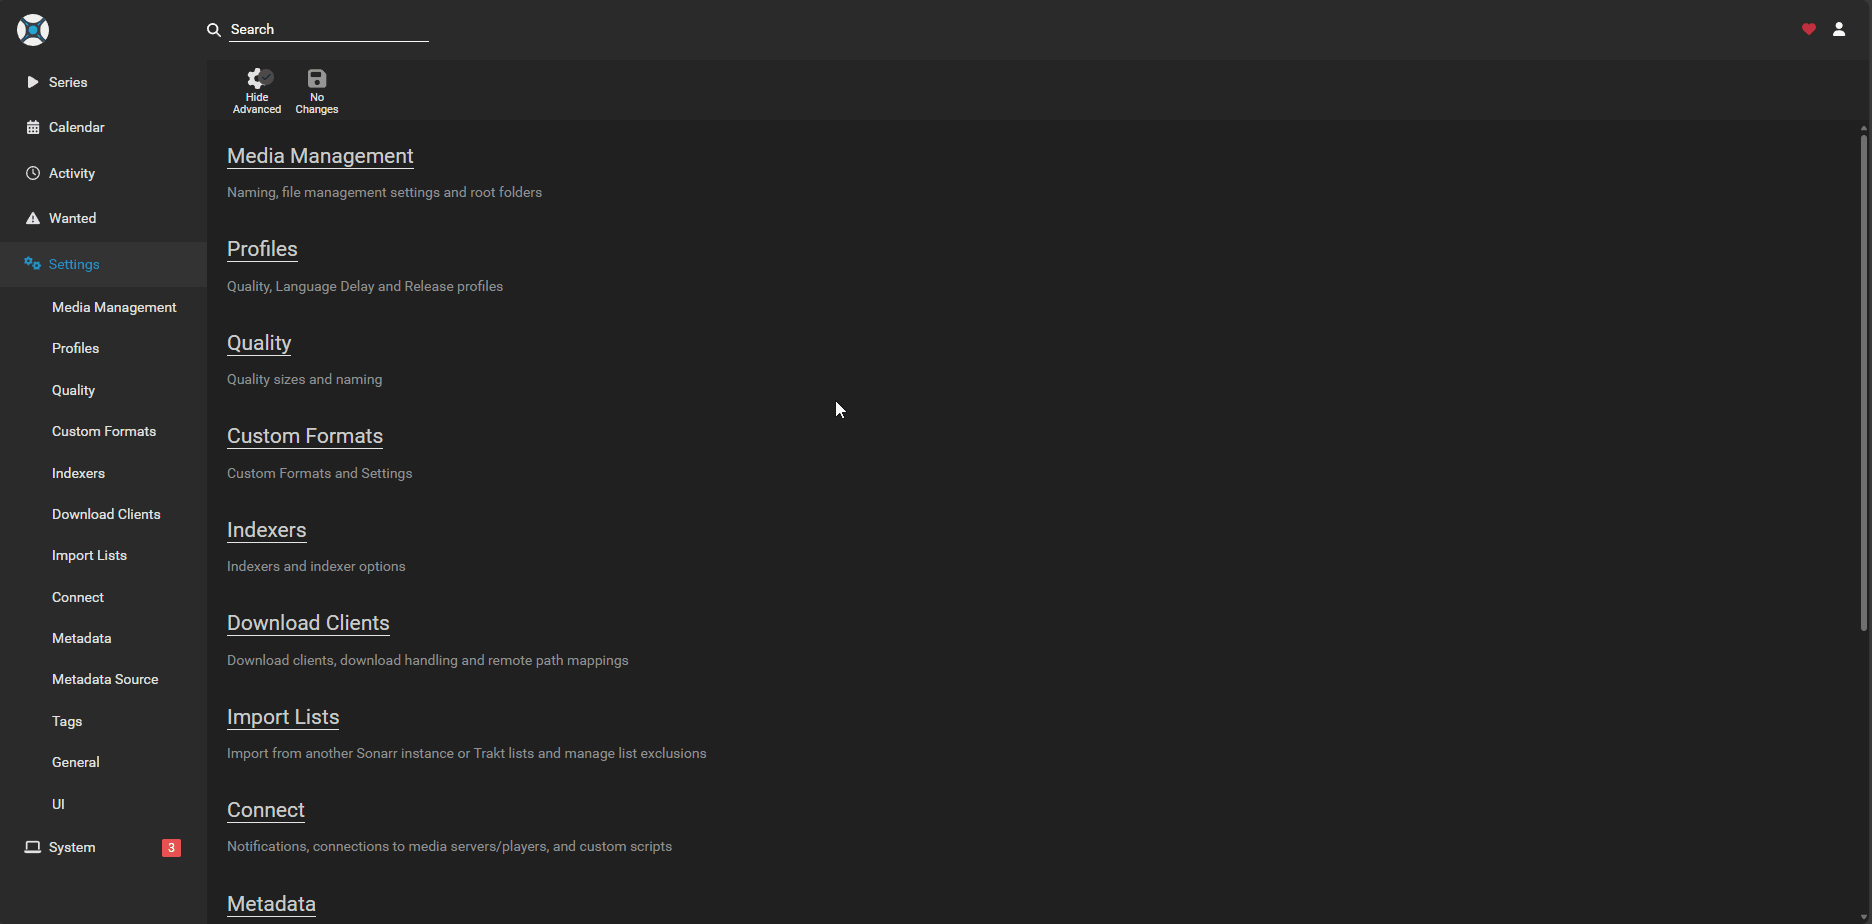 Search
Series
Calendar
Activity
Wanted
Settings
Media Management
Profiles
Quality
Custom Formats
Indexers
Download Clients
Import Lists
Connect
Metadata
Metadata Source
Tags
General
UI
System
3
Hide
Advanced
No
Changes
Media Management
Naming, file management settings and root folders
Profiles
Quality, Language Delay and Release profiles
Quality
Quality sizes and naming
Custom Formats
Custom Formats and Settings
Indexers
Indexers and indexer options
Download Clients
Download clients, download handling and remote path mappings
Import Lists
Import from another Sonarr instance or Trakt lists and manage list exclusions
Connect
Notifications, connections to media servers/players, and custom scripts
Metadata